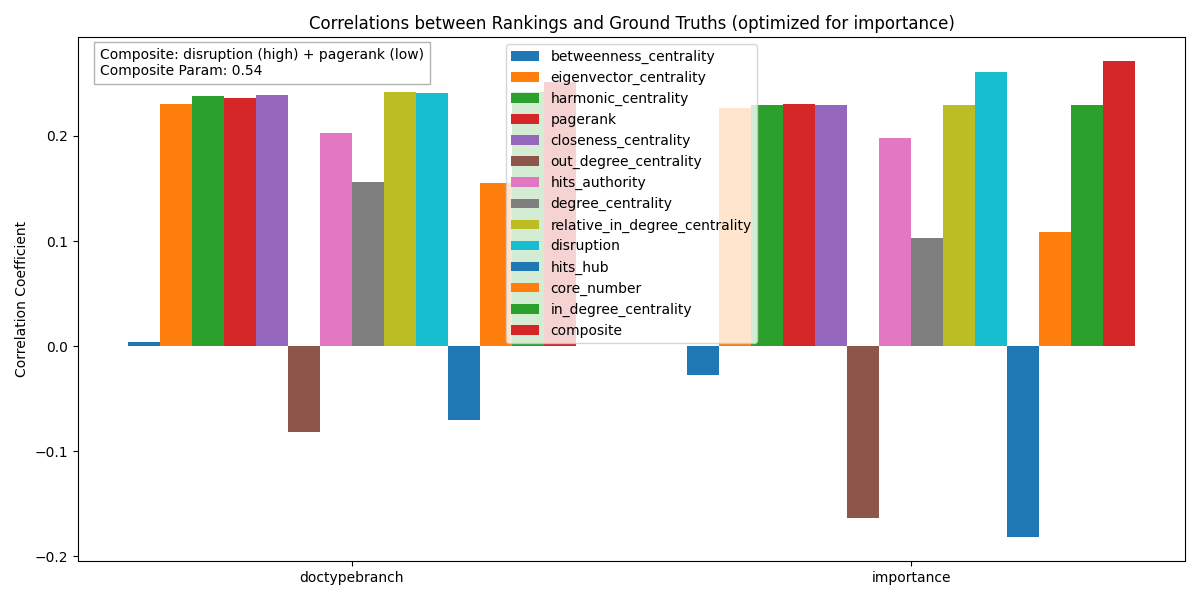 Correlations between Rankings and Ground Truths (optimized for importance)
Composite: disruption (high) + pagerank (low)
Composite Param: 0.54
betweenness_centrality
eigenvector_centrality
harmonic_centrality
pagerank
closeness_centrality
out_degree_centrality
hits_authority
degree_centrality
relative_in_degree_centrality
disruption
hits_hub
core_number
in_degree_centrality
composite
Correlation Coefficient
0.2
0.1
0.0
−0.1
−0.2
doctypebranch
importance